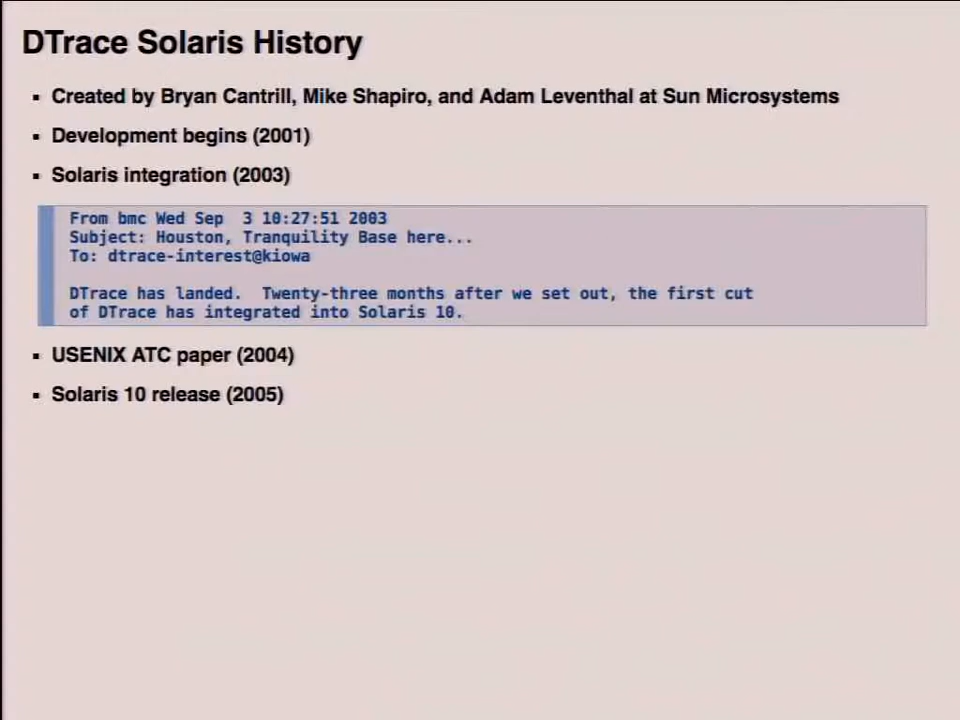 DTrace Solaris History
▪ Created by Bryan Cantrill, Mike Shapiro, and Adam Leventhal at Sun Microsystems
▪ Development begins (2001)
▪ Solaris integration (2003)
From bmc Wed Sep  3 10:27:51 2003
Subject: Houston, Tranquility Base here...
To: dtrace-interest@kiowa
DTrace has landed.  Twenty-three months after we set out, the first cut
of DTrace has integrated into Solaris 10.
▪ USENIX ATC paper (2004)
▪ Solaris 10 release (2005)